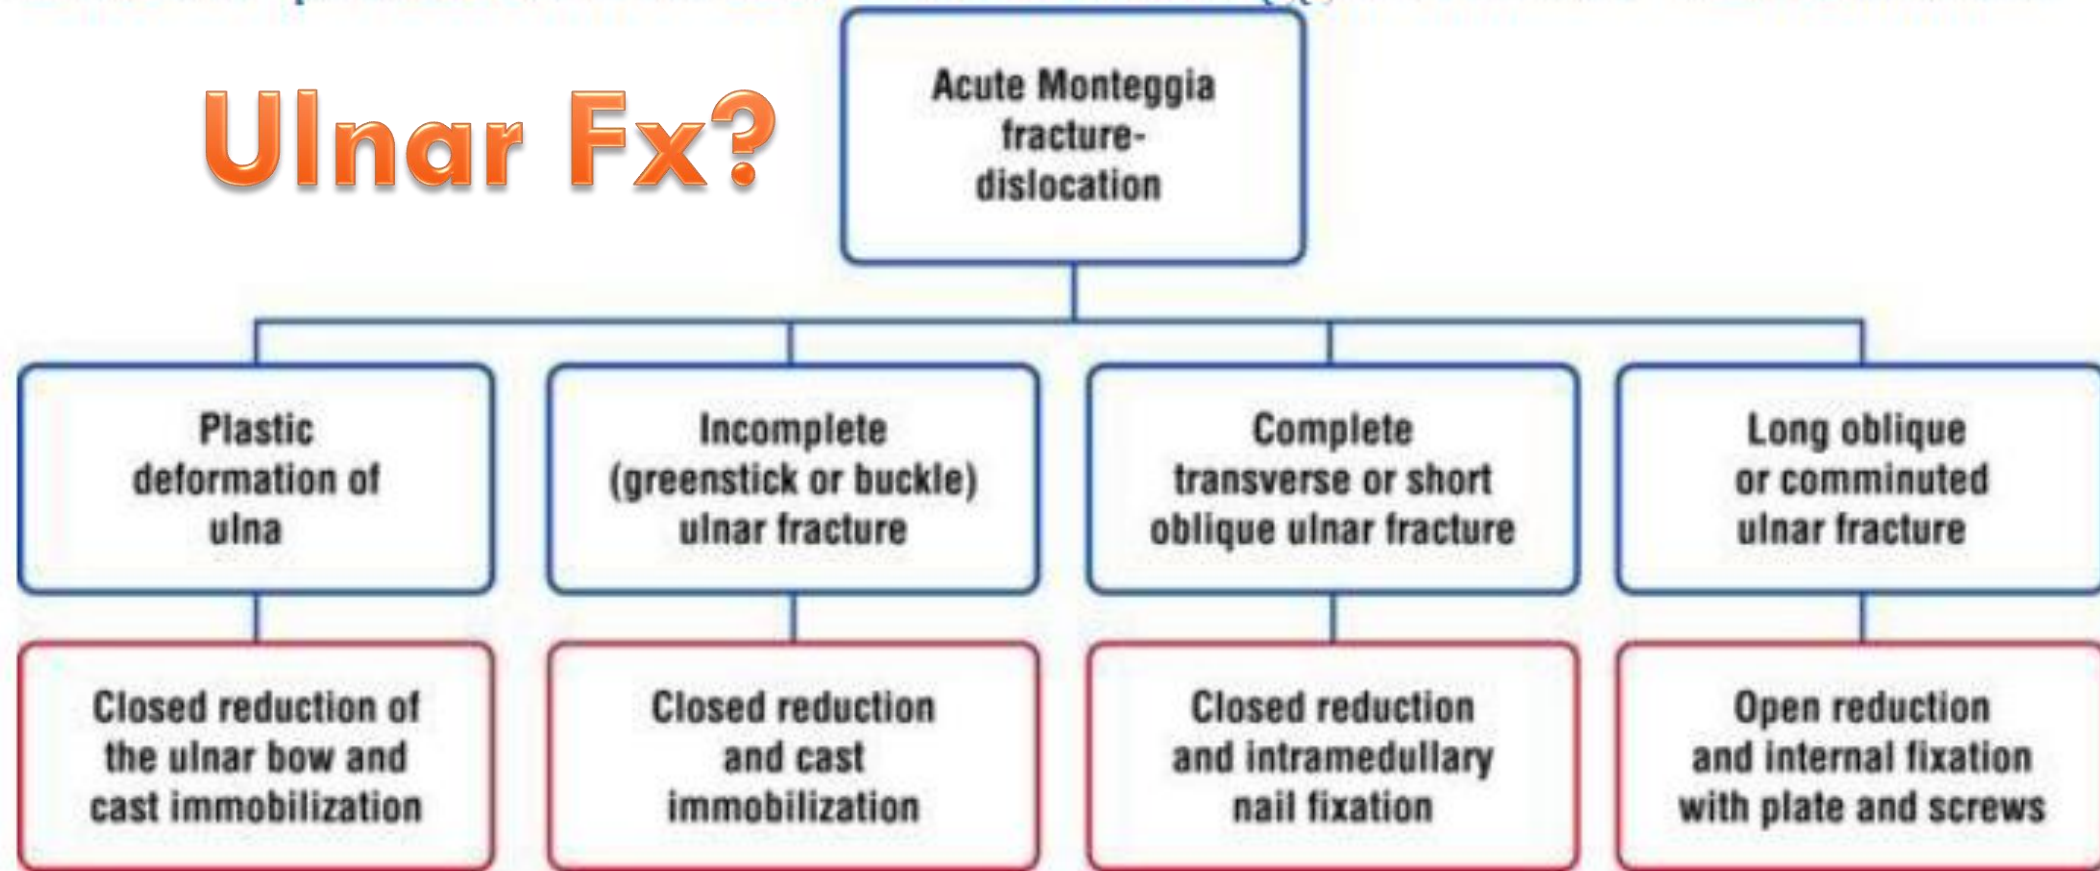 Ulnar Fx?
Acute Monteggia
fracture-
dislocation
Plastic
deformation of
ulna
Incomplete
(greenstick or buckle)
ulnar fracture
Complete
transverse or short
oblique ulnar fracture
Long oblique
or comminuted
ulnar fracture
Closed reduction of
the ulnar bow and
cast immobilization
Closed reduction
and cast
immobilization
Closed reduction
and intramedullary
nail fixation
Open reduction
and internal fixation
with plate and screws